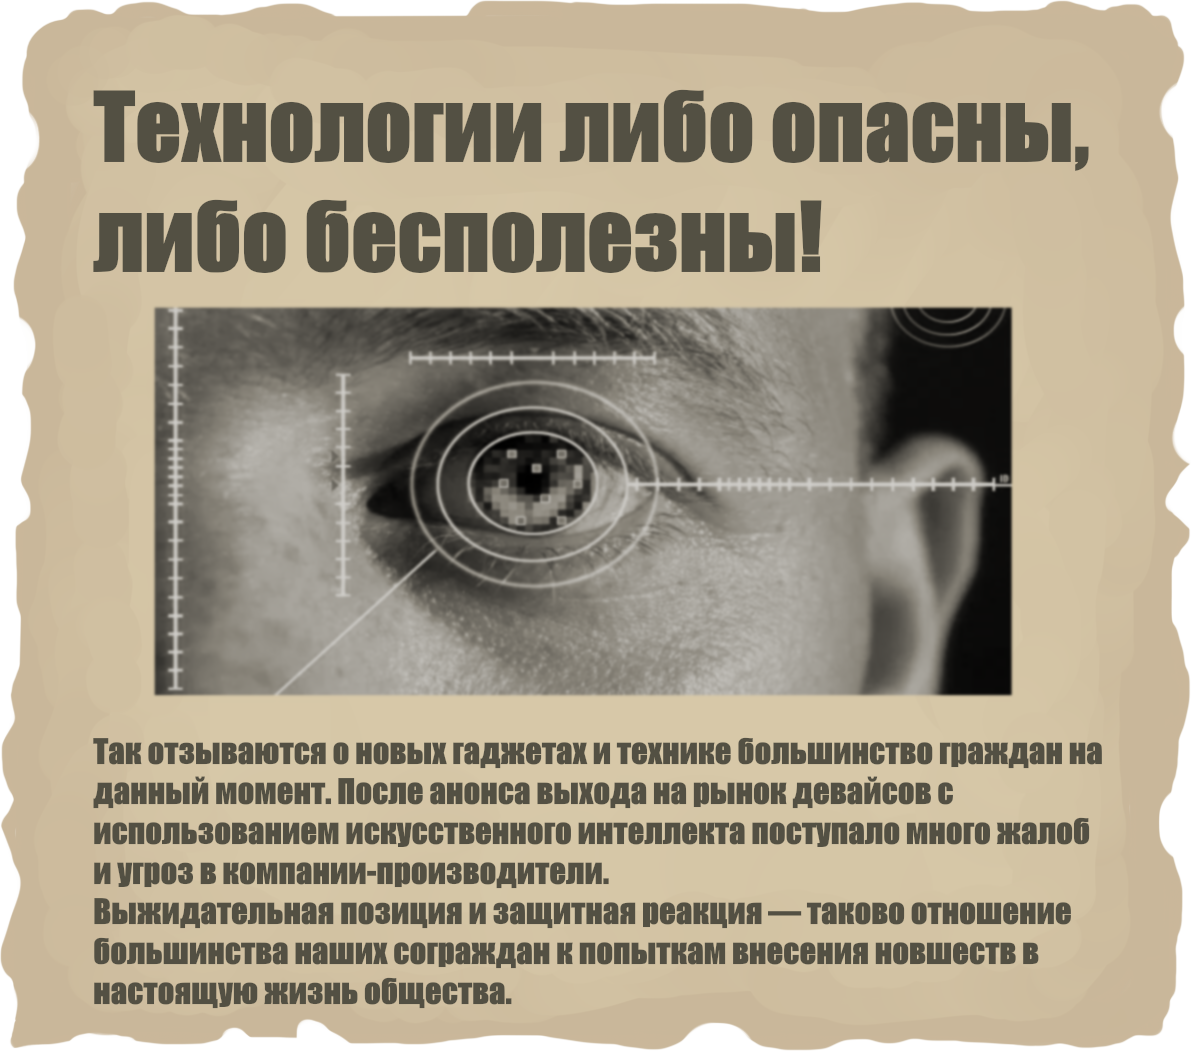 Технологии либо опасны,
либо бесполезны!
Так отзываются о новых гаджетах и технике большинство граждан на
данный момент. После анонса выхода на рынок девайсов с
использованием искусственного интеллекта поступало много жалоб
и угроз в компании-производители.
Выжидательная позиция и защитная реакция — таково отношение
большинства наших сограждан к попыткам внесения новшеств в
настоящую жизнь общества.